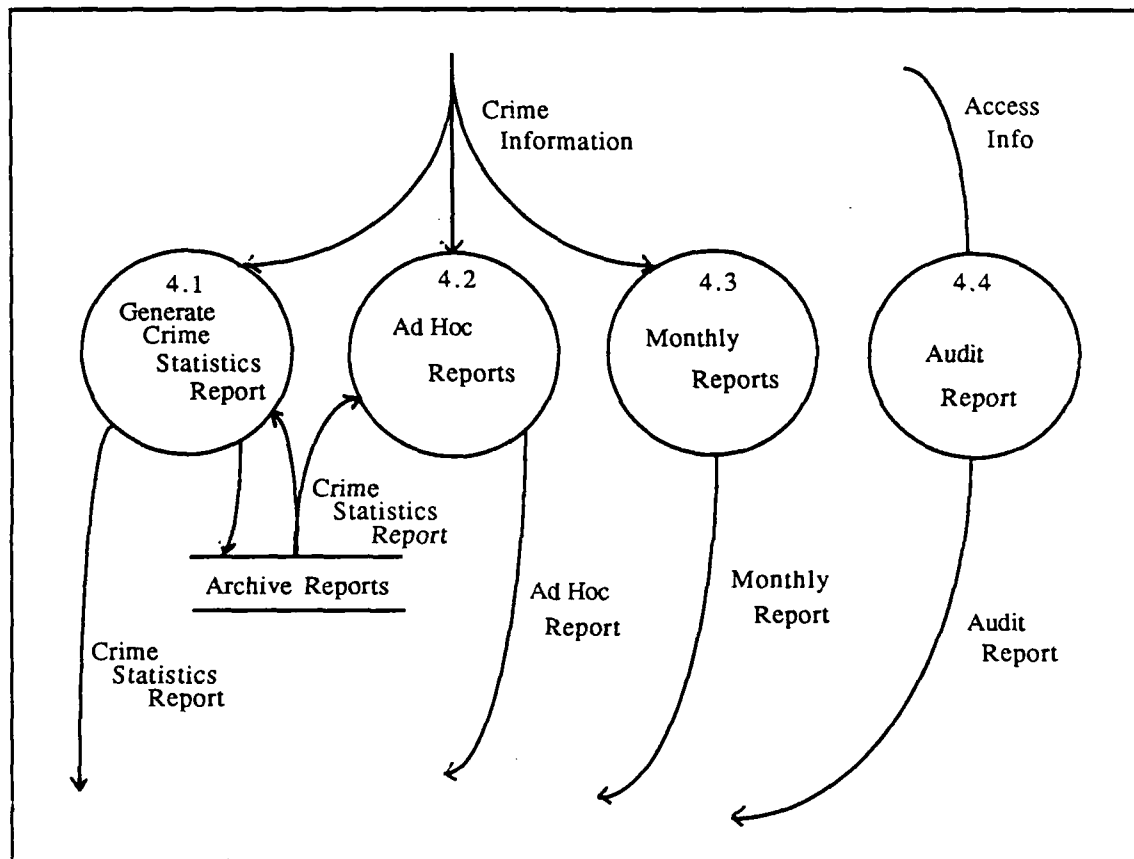 Crime
Information
Access
Info
4.1
Generate
Crime
Statistics
Report
4.2
Ad Hoc
Reports
4.3
Monthly
Reports
4.4
Audit
Report
Crime
Statistics
Report
Archive Reports
Crime
Statistics
Report
Ad Hoc
Report
Monthly
Report
Audit
Report